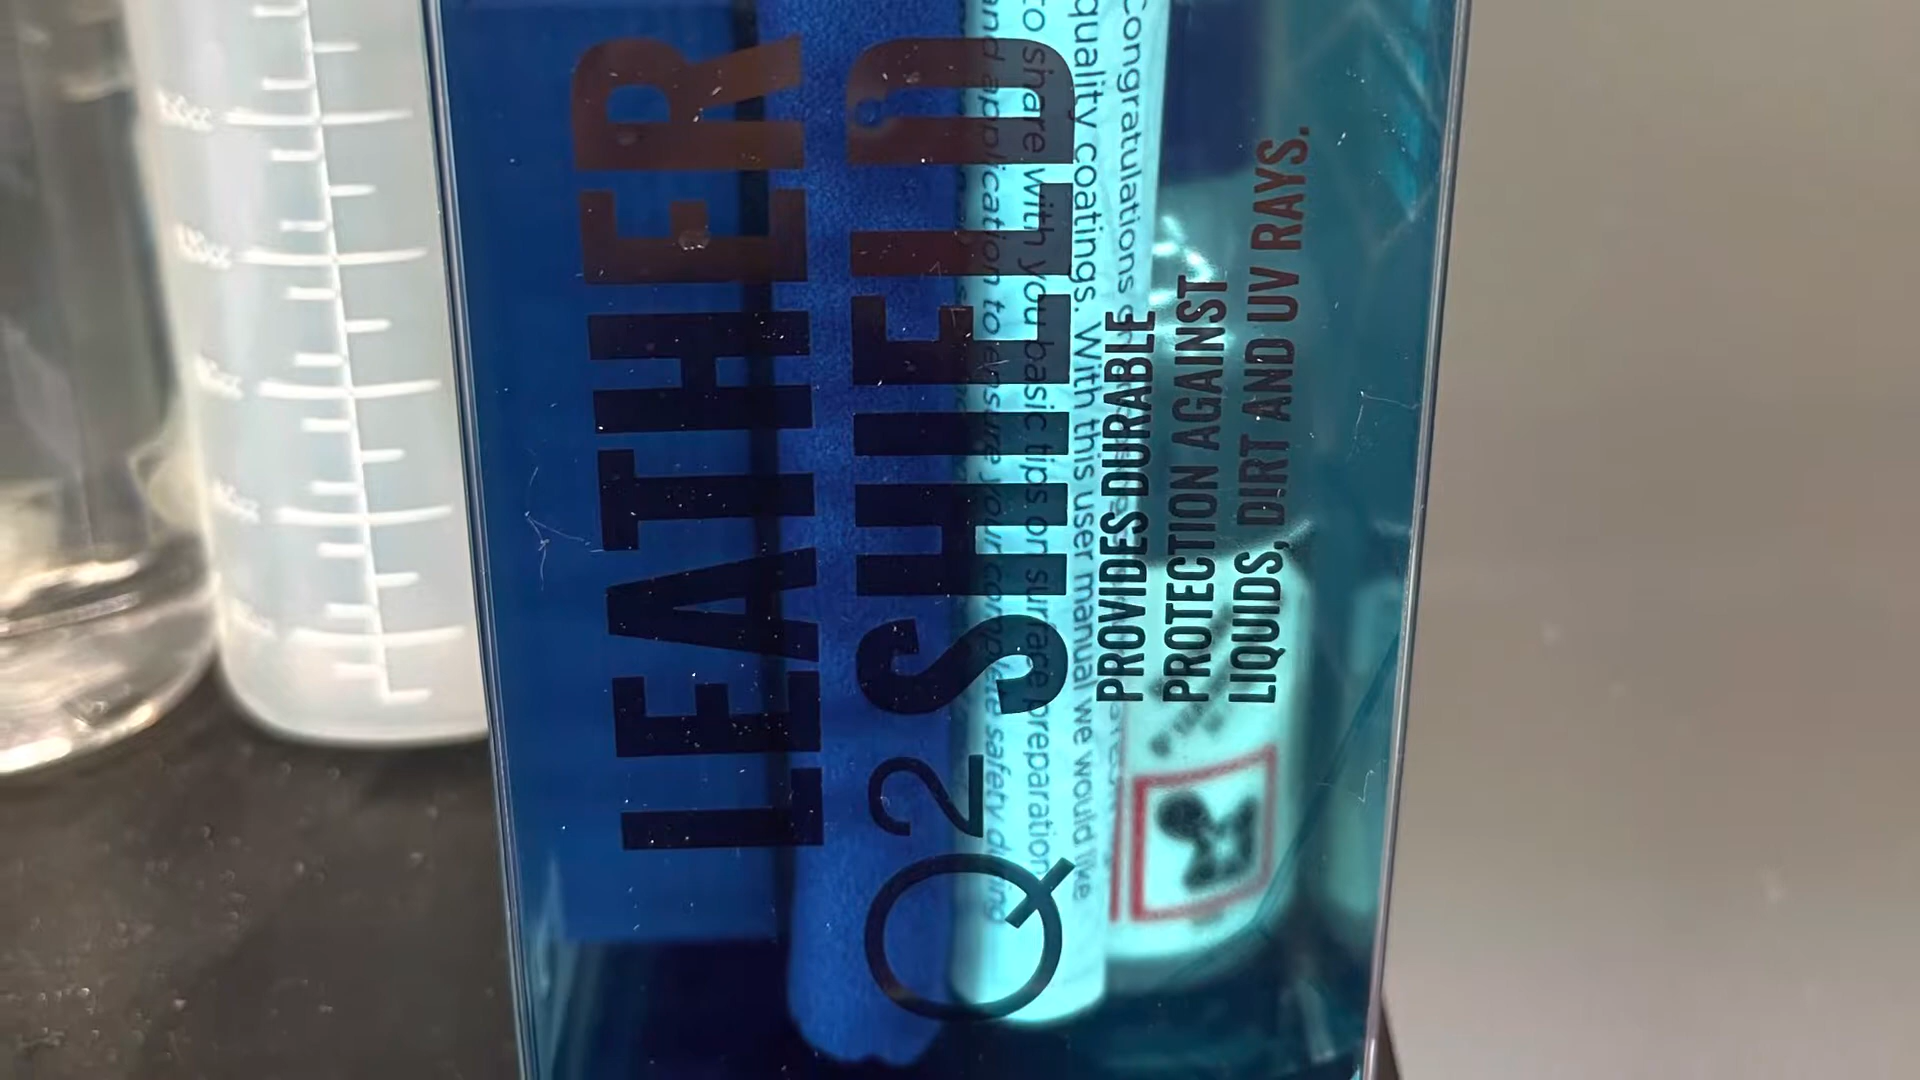 LEATHER
Q2 SHIELD
PROVIDES DURABLE
PROTECTION AGAINST
LIQUIDS, DIRT AND UV RAYS.
Congratulations
quality coatings. With this user manual we would like
to share with you basic tips on surface preparation
and application to ensure your complete safety during